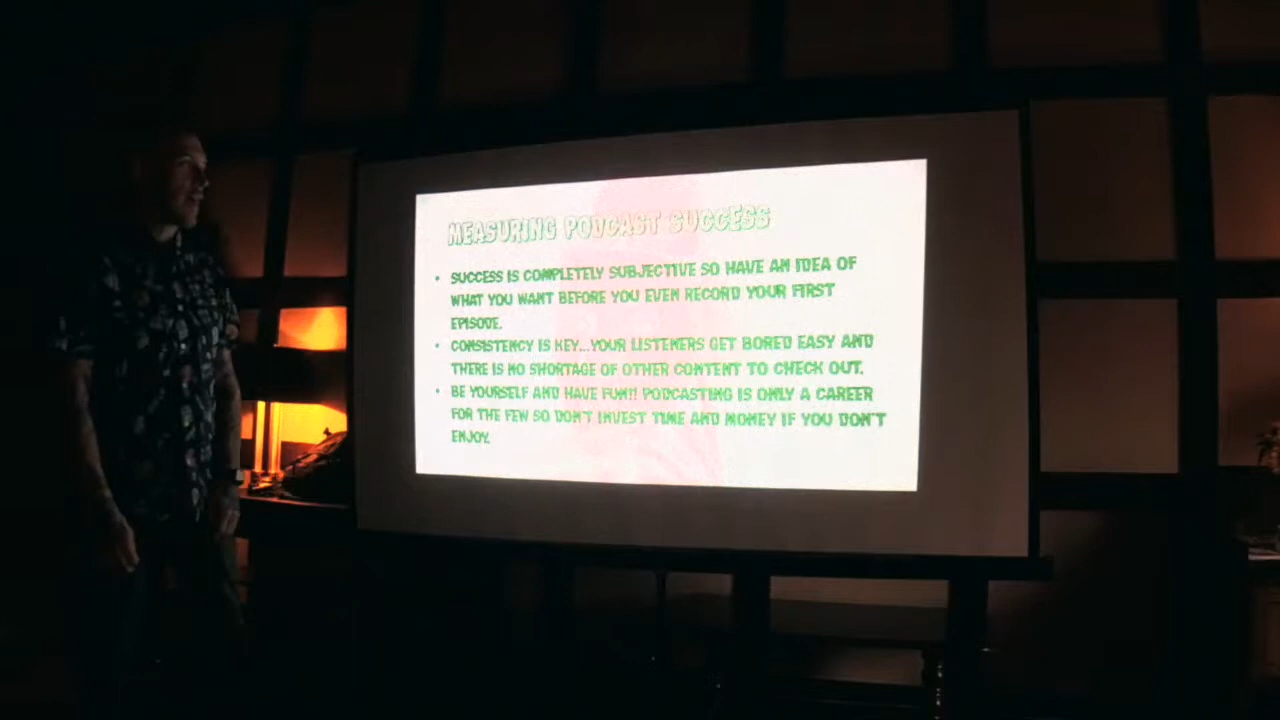 MEASURING PODCAST SUCCESS
• SUCCESS IS COMPLETELY SUBJECTIVE SO HAVE AN IDEA OF
WHAT YOU WANT BEFORE YOU EVEN RECORD YOUR FIRST
EPISODE.
• CONSISTENCY IS KEY...YOUR LISTENERS GET BORED EASY AND
THERE IS NO SHORTAGE OF OTHER CONTENT TO CHECK OUT.
• BE YOURSELF AND HAVE FUN!! PODCASTING IS ONLY A CAREER
FOR THE FEW SO DON'T INVEST TIME AND MONEY IF YOU DON'T
ENJOY.